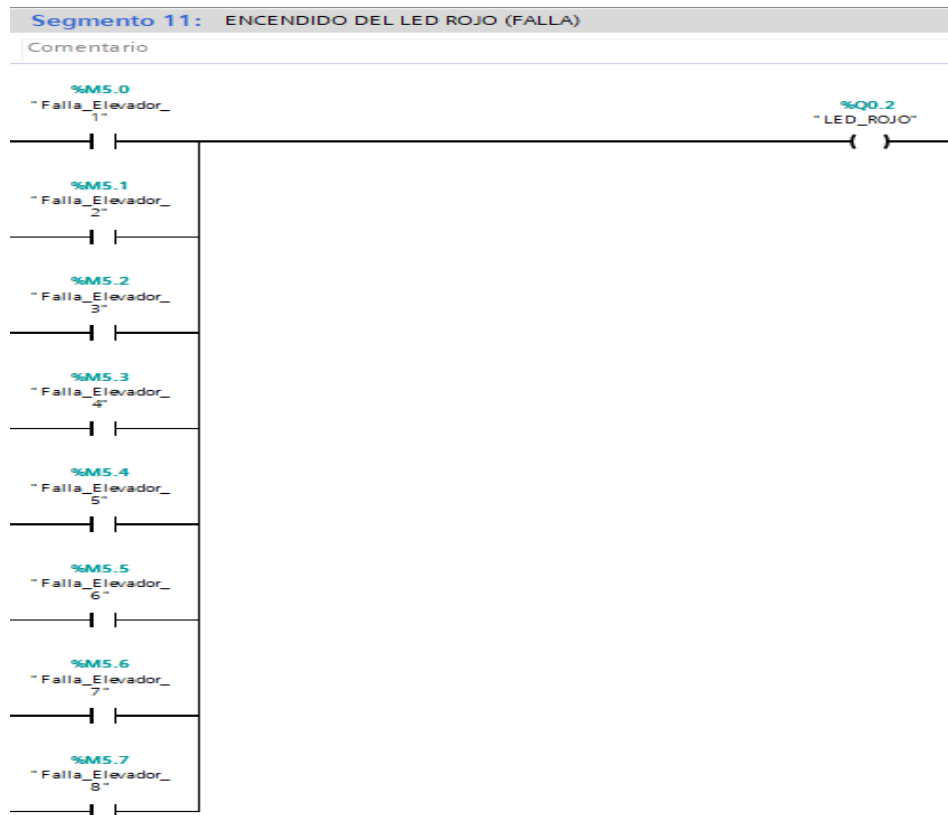 Segmento 11: ENCENDIDO DEL LED ROJO (FALLA)
Comentario
%M5.0
"Falla_Elevador_
1"
%Q0.2
"LED_ROJO"
%M5.1
"Falla_Elevador_
2"
%M5.2
"Falla_Elevador_
3"
%M5.3
"Falla_Elevador_
4"
%M5.4
"Falla_Elevador_
5"
%M5.5
"Falla_Elevador_
6"
%M5.6
"Falla_Elevador_
7"
%M5.7
"Falla_Elevador_
8"